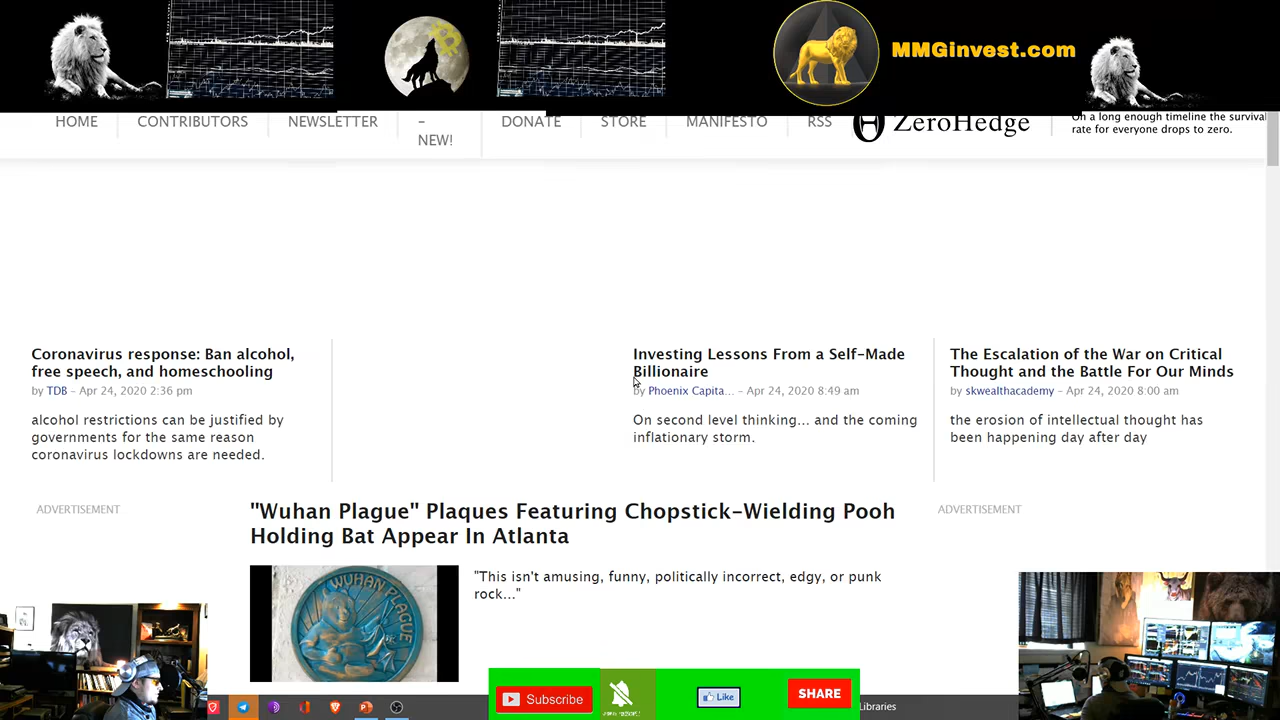 MMGinvest.com
HOME
CONTRIBUTORS
NEWSLETTER
–
NEW!
DONATE
STORE
MANIFESTO
RSS
ZeroHedge
On a long enough timeline the survival
rate for everyone drops to zero.
Coronavirus response: Ban alcohol,
free speech, and homeschooling
by TDB - Apr 24, 2020 2:36 pm
alcohol restrictions can be justified by
governments for the same reason
coronavirus lockdowns are needed.
Investing Lessons From a Self-Made
Billionaire
by Phoenix Capita... - Apr 24, 2020 8:49 am
On second level thinking... and the coming
inflationary storm.
The Escalation of the War on Critical
Thought and the Battle For Our Minds
by skwealthacademy - Apr 24, 2020 8:00 am
the erosion of intellectual thought has
been happening day after day
ADVERTISEMENT
"Wuhan Plague" Plaques Featuring Chopstick-Wielding Pooh
Holding Bat Appear In Atlanta
ADVERTISEMENT
"This isn't amusing, funny, politically incorrect, edgy, or punk
rock..."
WUHAN PLAGUE
Subscribe
Like
SHARE
Libraries